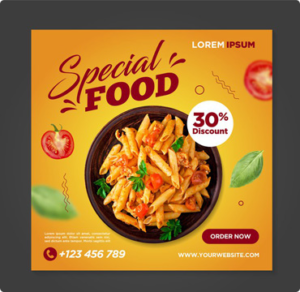 LOREM IPSUM
Special
FOOD
30%
Discount
ORDER NOW
+123 456 789
WWW.YOURWEBSITE.COM